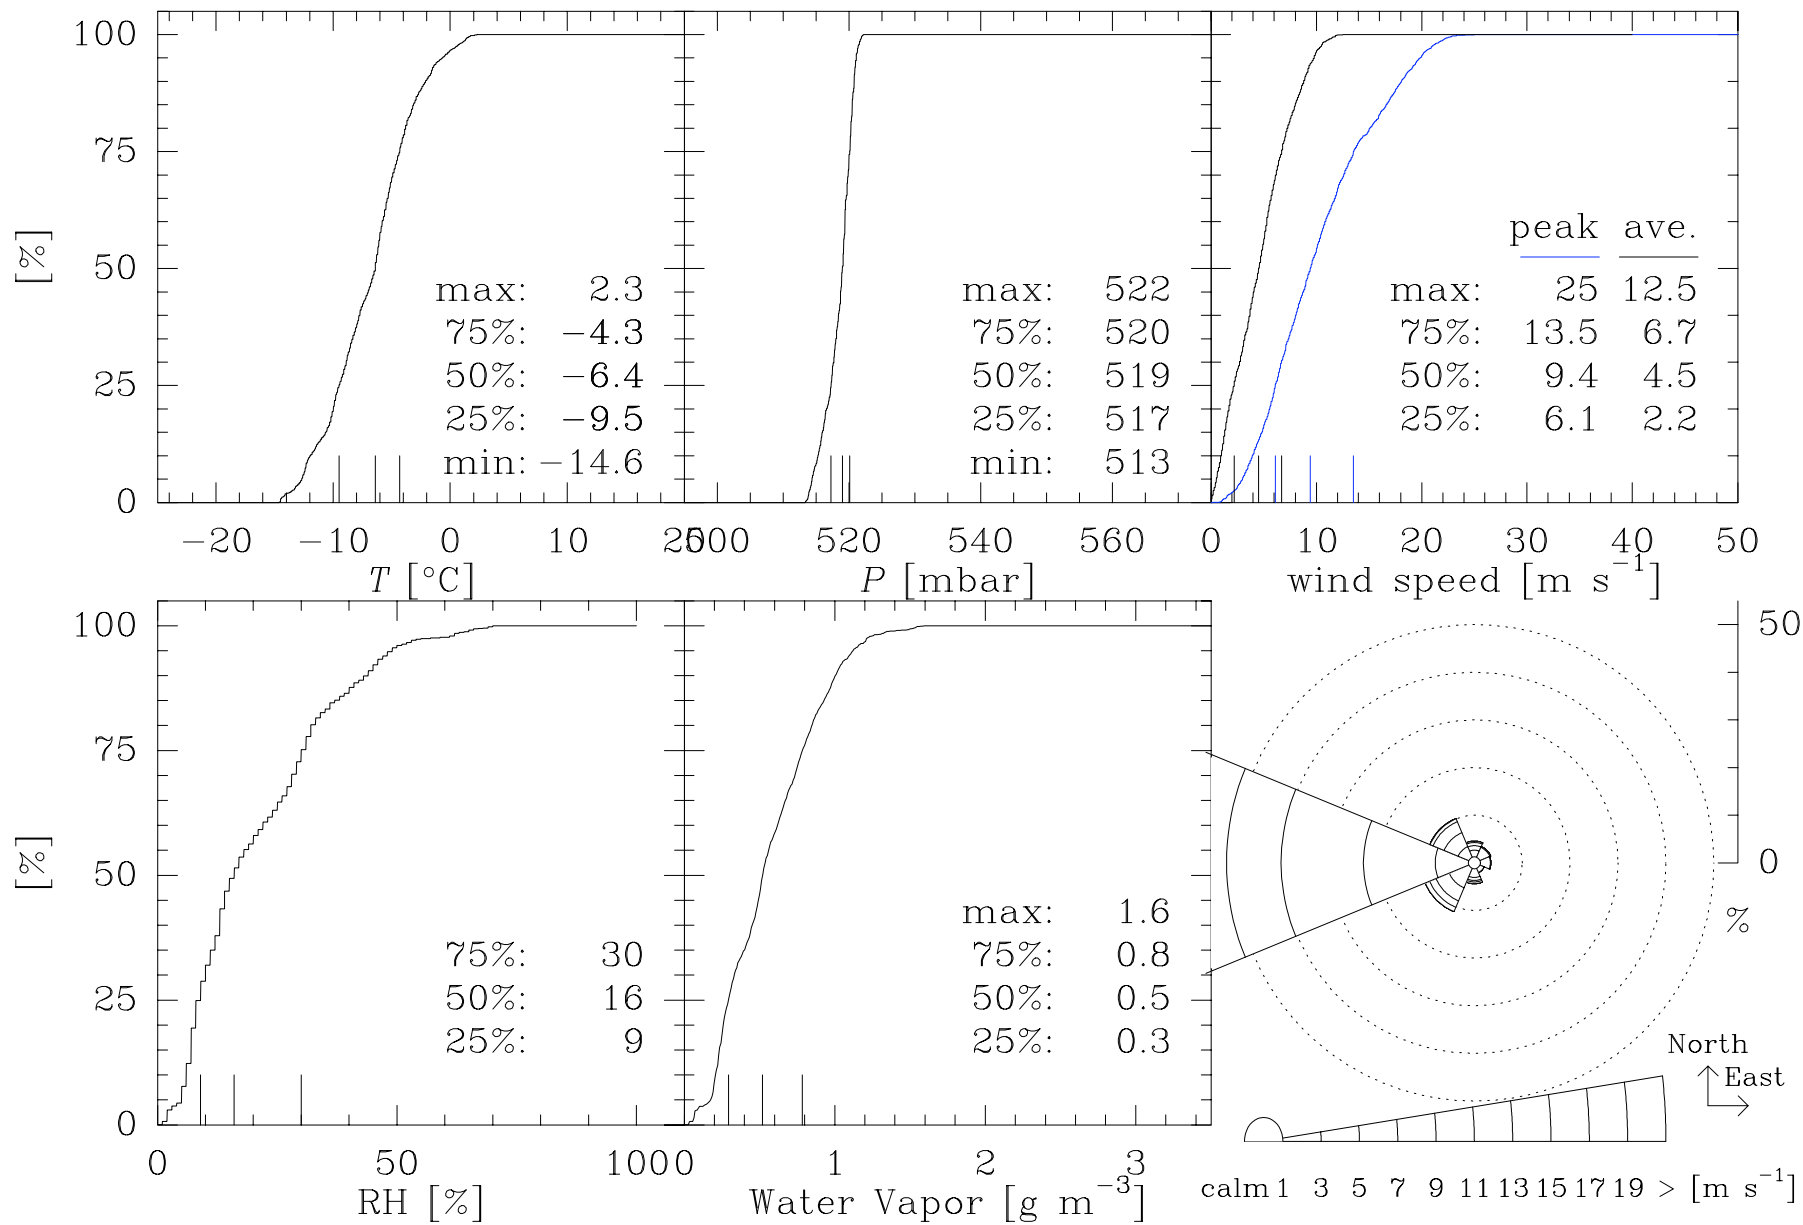 100
75
50
25
0
[%]
max: 2.3
75%: −4.3
50%: −6.4
25%: −9.5
min: −14.6
−20 −10 0 10 20
T [°C]
max: 522
75%: 520
50%: 519
25%: 517
min: 513
500 520 540 560
P [mbar]
peak ave.
max: 25 12.5
75%: 13.5 6.7
50%: 9.4 4.5
25%: 6.1 2.2
0 10 20 30 40 50
wind speed [m s⁻¹]
100
75
50
25
0
[%]
75%: 30
50%: 16
25%: 9
0 50 100
RH [%]
max: 1.6
75%: 0.8
50%: 0.5
25%: 0.3
0 1 2 3
Water Vapor [g m⁻³]
50
0
%
North
East
calm 1 3 5 7 9 11 13 15 17 19 > [m s⁻¹]